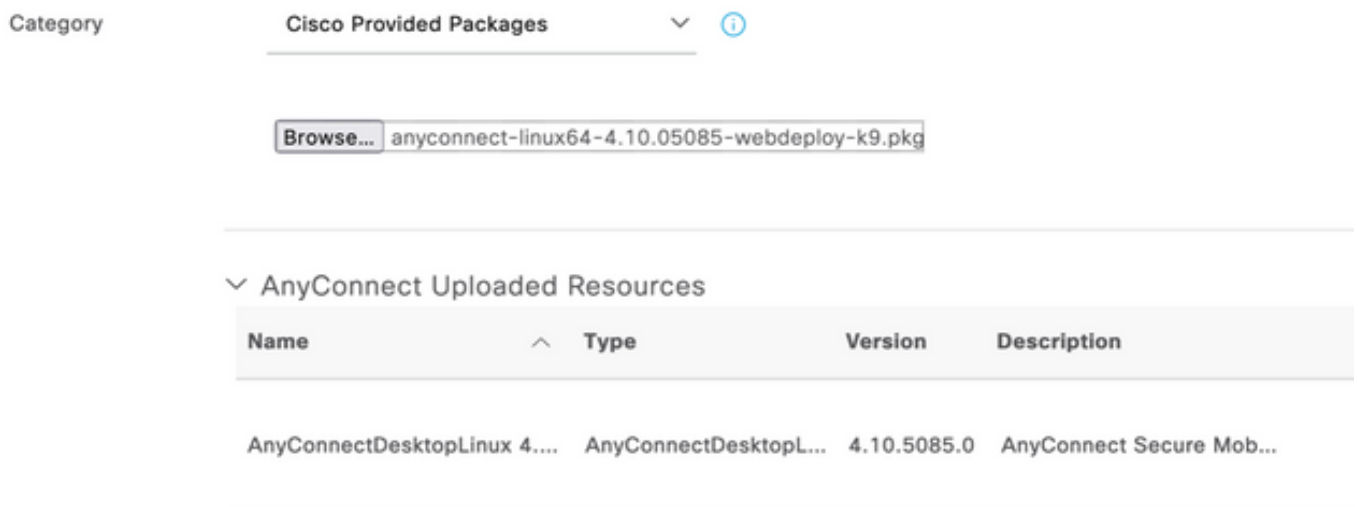 Category Cisco Provided Packages
Browse... anyconnect-linux64-4.10.05085-webdeploy-k9.pkg
AnyConnect Uploaded Resources
Name Type Version Description
AnyConnectDesktopLinux 4.... AnyConnectDesktopL... 4.10.5085.0 AnyConnect Secure Mob...